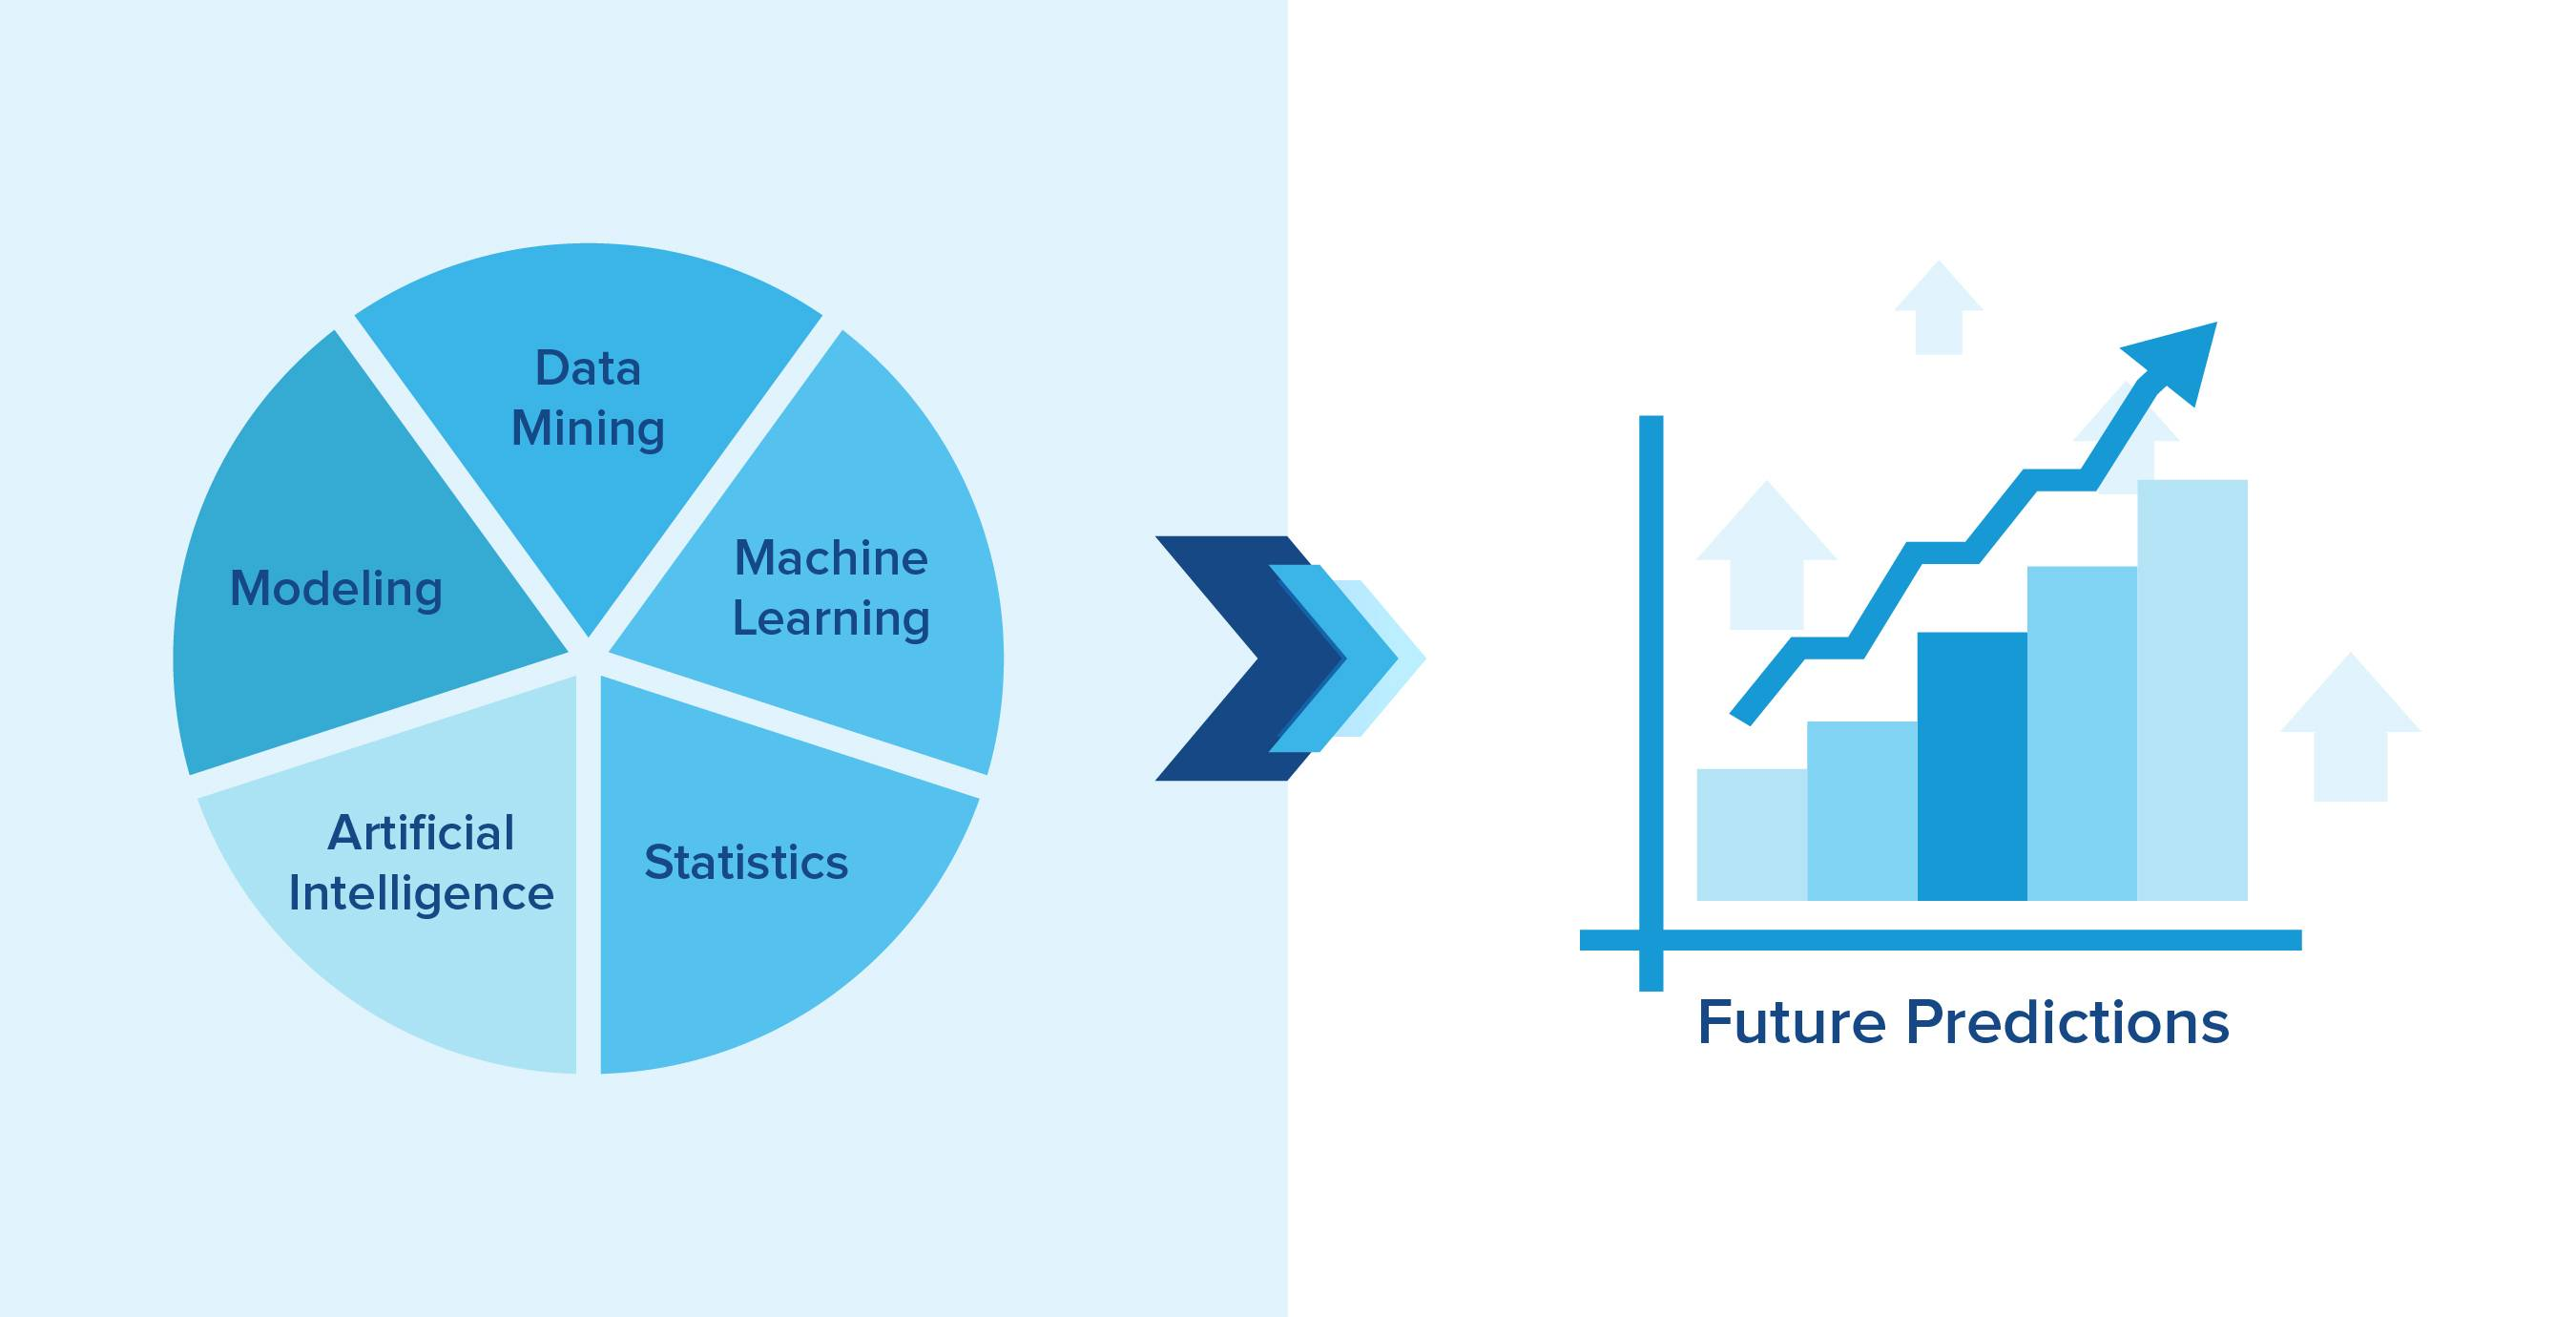 Data
Mining
Machine
Learning
Modeling
Artificial
Intelligence
Statistics
Future Predictions